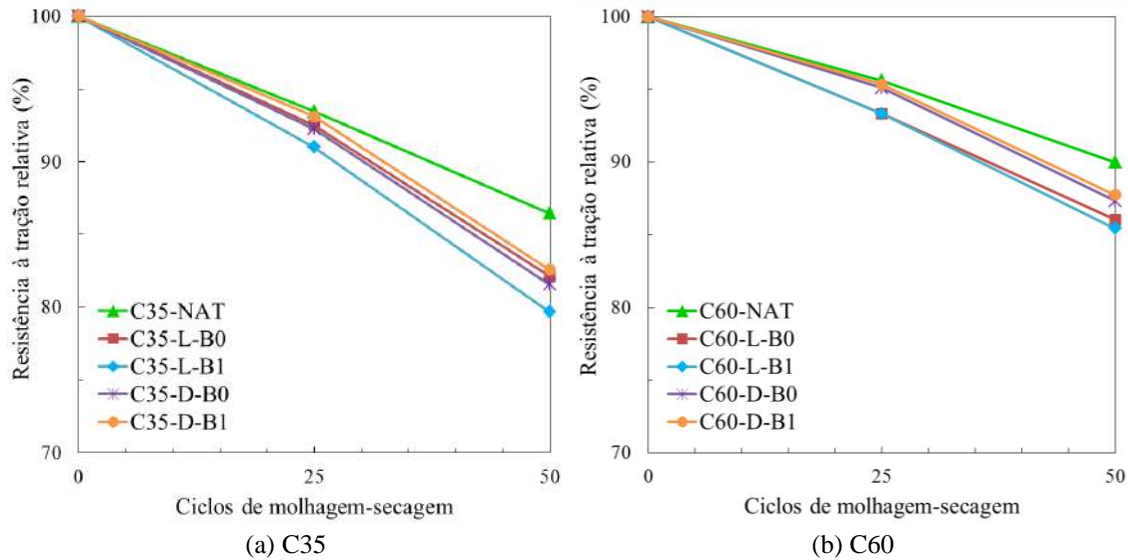 100
90
80
70
Resistência à tração relativa (%)
C35-NAT
C35-L-B0
C35-L-B1
C35-D-B0
C35-D-B1
0
25
50
Ciclos de molhagem-secagem
(a) C35
100
90
80
70
Resistência à tração relativa (%)
C60-NAT
C60-L-B0
C60-L-B1
C60-D-B0
C60-D-B1
0
25
50
Ciclos de molhagem-secagem
(b) C60